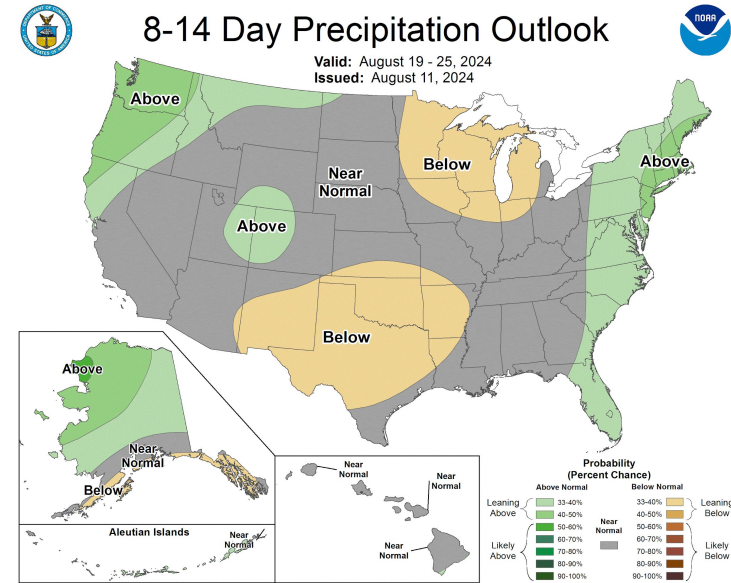 8-14 Day Precipitation Outlook
Valid: August 19 - 25, 2024
Issued: August 11, 2024
NOAA
Above
Near
Normal
Below
Above
Above
Below
Above
Near
Normal
Below
Aleutian Islands
Near
Normal
Near
Normal
Near
Normal
Near
Normal
Probability
(Percent Chance)
Above Normal
Below Normal
Leaning
Above
33-40%
40-50%
Likely
Above
50-60%
60-70%
70-80%
80-90%
90-100%
Near
Normal
33-40%
40-50%
Leaning
Below
50-60%
60-70%
70-80%
80-90%
90-100%
Likely
Below